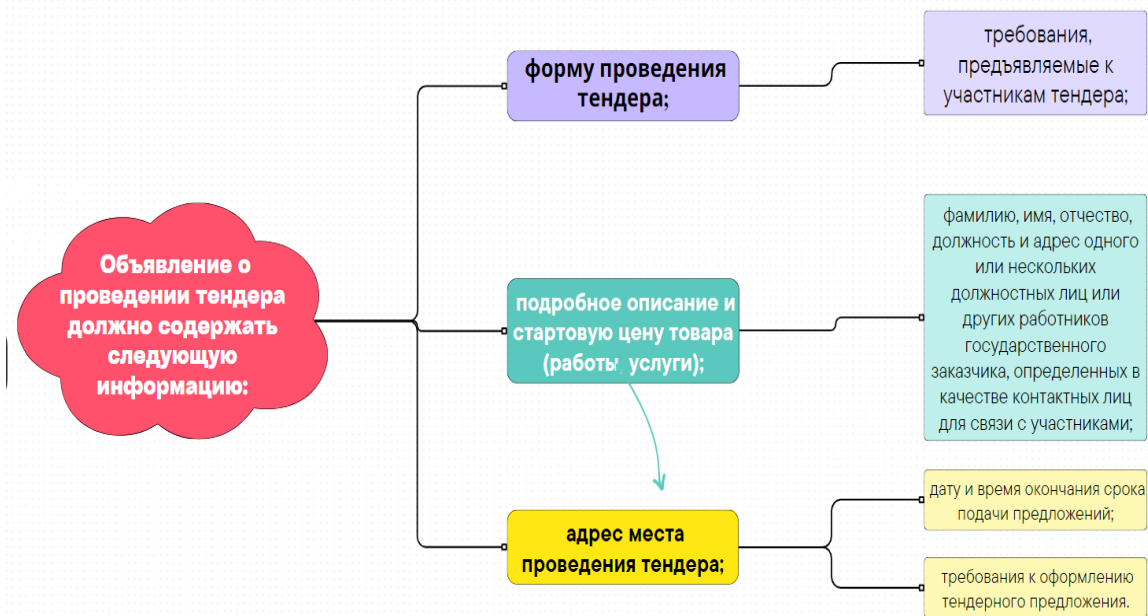 Объявление о
проведении тендера
должно содержать
следующую
информацию:
форму проведения
тендера;
требования,
предъявляемые к
участникам тендера;
подробное описание и
стартовую цену товара
(работы, услуги);
фамилию, имя, отчество,
должность и адрес одного
или нескольких
должностных лиц или
других работников
государственного
заказчика, определенных в
качестве контактных лиц
для связи с участниками;
адрес места
проведения тендера;
дату и время окончания срока
подачи предложений;
требования к оформлению
тендерного предложения.